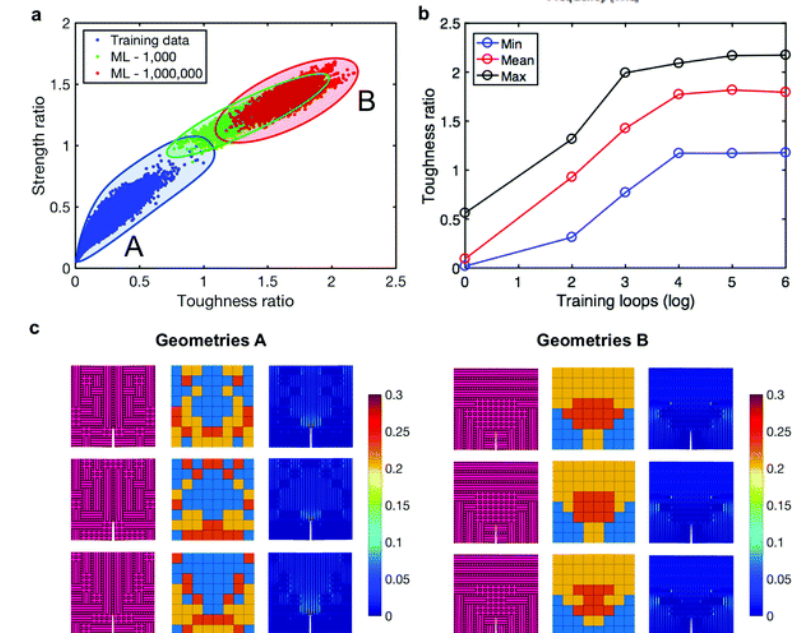 a
2
1.5
1
0.5
0
Strength ratio
Training data
ML - 1,000
ML - 1,000,000
A
B
0 0.5 1 1.5 2 2.5
Toughness ratio
b
2.5
2
1.5
1
0.5
0
Toughness ratio
Min
Mean
Max
0 1 2 3 4 5 6
Training loops (log)
c
Geometries A
0.3
0.25
0.2
0.15
0.1
0.05
0
Geometries B
0.3
0.25
0.2
0.15
0.1
0.05
0